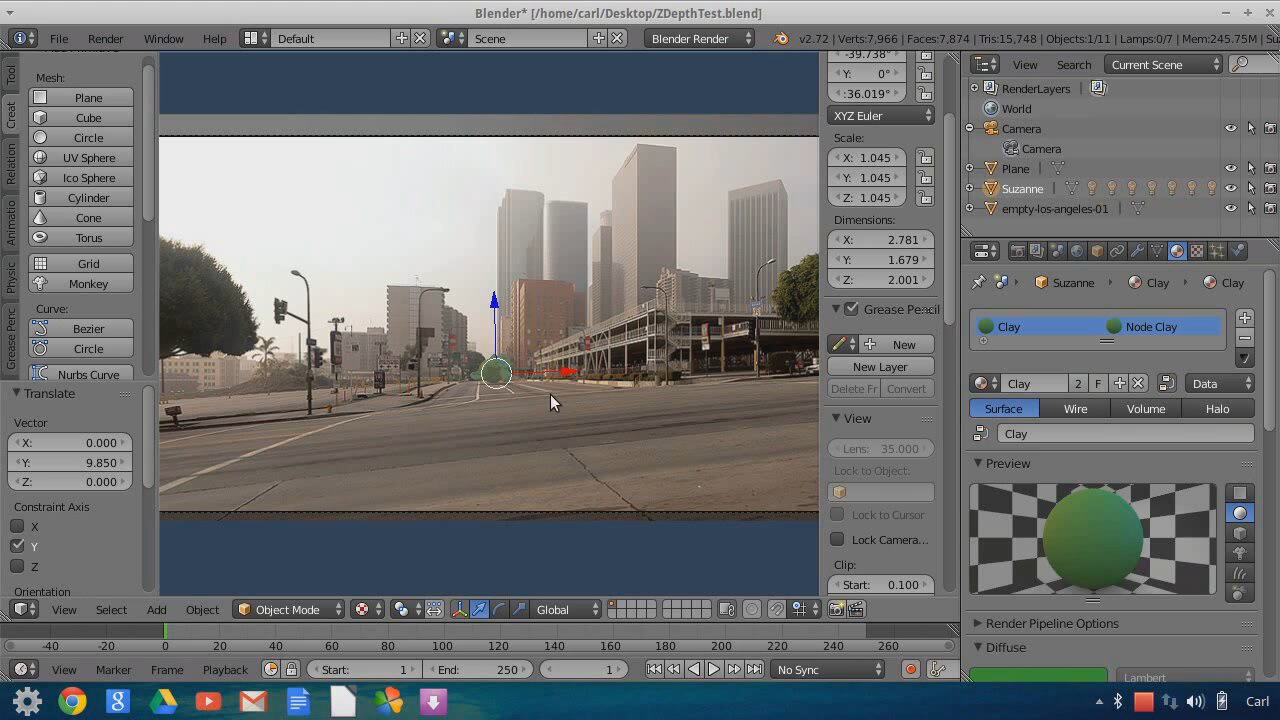 Blender* [/home/carl/Desktop/ZDepthTest.blend]
File Render Window Help Default Scene Blender Render v2.72 | Verts:7,966 | Faces:7,874 | Tris:15,748 | Objects:1/11 | Lamps:0/7 | Mem:245.75M | Su
Tool
Creat
Relation
Animatio
Physic
Grease Penc
Mesh:
Plane
Cube
Circle
UV Sphere
Ico Sphere
Cylinder
Cone
Torus
Grid
Monkey
Curve:
Bezier
Circle
Nurbs Curve
Translate
Vector
X: 0.000
Y: 9.850
Z: 0.000
Constraint Axis
X
Y
Z
Orientation
-39.738°
Y: 0°
:36.019°
XYZ Euler
Scale:
X: 1.045
Y: 1.045
Z: 1.045
Dimensions:
X: 2.781
Y: 1.679
Z: 2.001
Grease Pencil
New
New Layer
Delete Fr Convert
View
Lens: 35.000
Lock to Object:
Lock to Cursor
Lock Camera...
Clip:
Start: 0.100
View Search Current Scene
RenderLayers
World
Camera
Camera
Plane
Suzanne
empty-los-angeles-01
Suzanne Clay Clay
Clay Node Clay
Clay 2 F Data
Surface Wire Volume Halo
Clay
Preview
Render Pipeline Options
Diffuse
Lambert
View Select Add Object Object Mode Global
-40 -20 0 20 40 60 80 100 120 140 160 180 200 220 240 260
View Marker Frame Playback Start: 1 End: 250 1 No Sync
Carl